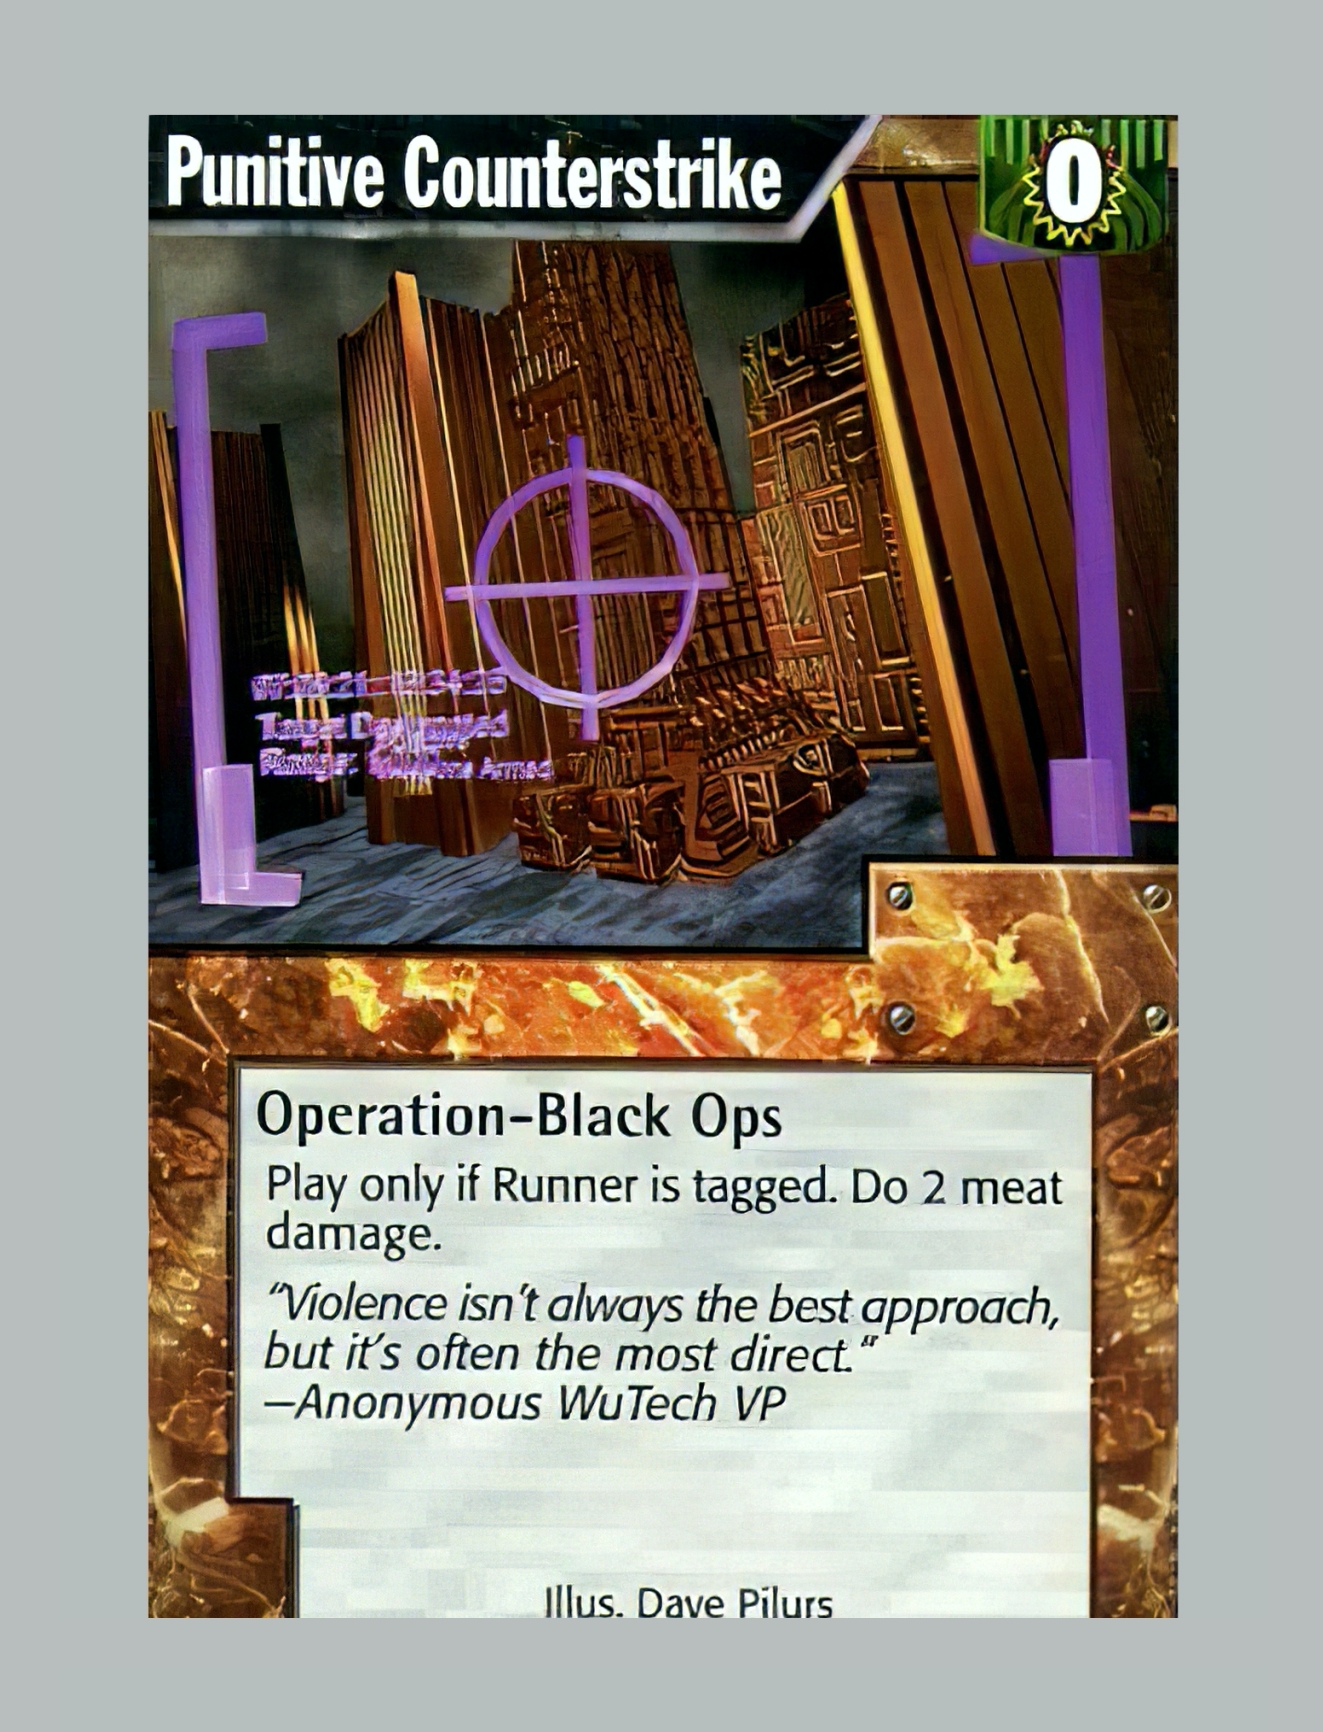 Punitive Counterstrike
0
Operation–Black Ops
Play only if Runner is tagged. Do 2 meat
damage.
"Violence isn't always the best approach,
but it's often the most direct."
–Anonymous WuTech VP
Illus. Dave Pilurs